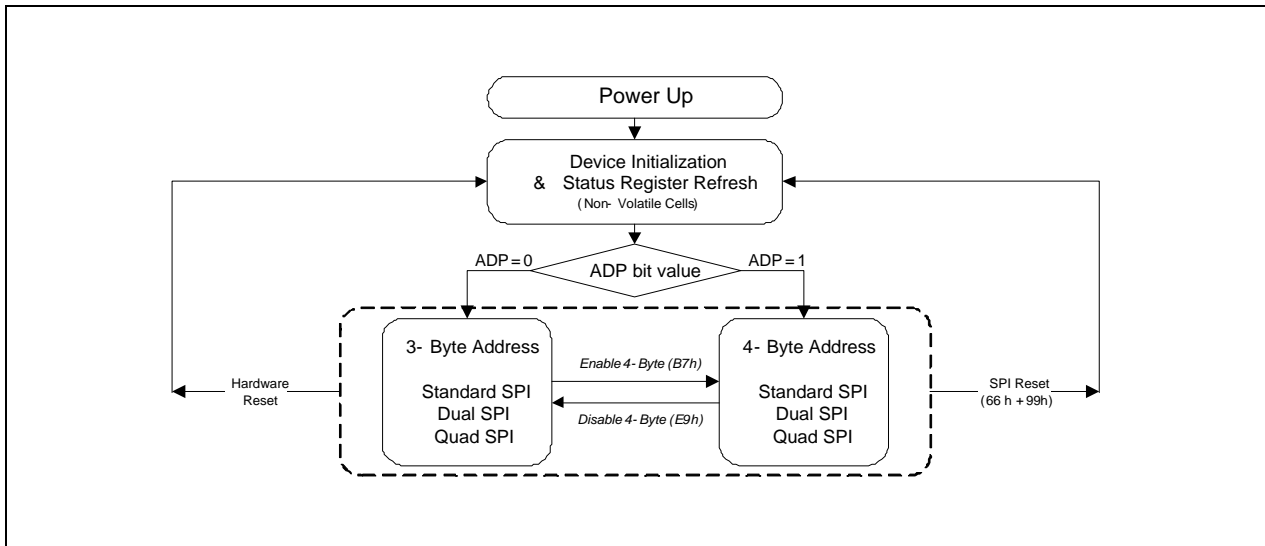 Power Up
Device Initialization
& Status Register Refresh
(Non- Volatile Cells)
ADP = 0
ADP bit value
ADP = 1
3- Byte Address
Standard SPI
Dual SPI
Quad SPI
Enable 4- Byte (B7h)
Disable 4- Byte (E9h)
4- Byte Address
Standard SPI
Dual SPI
Quad SPI
Hardware
Reset
SPI Reset
(66 h + 99h)